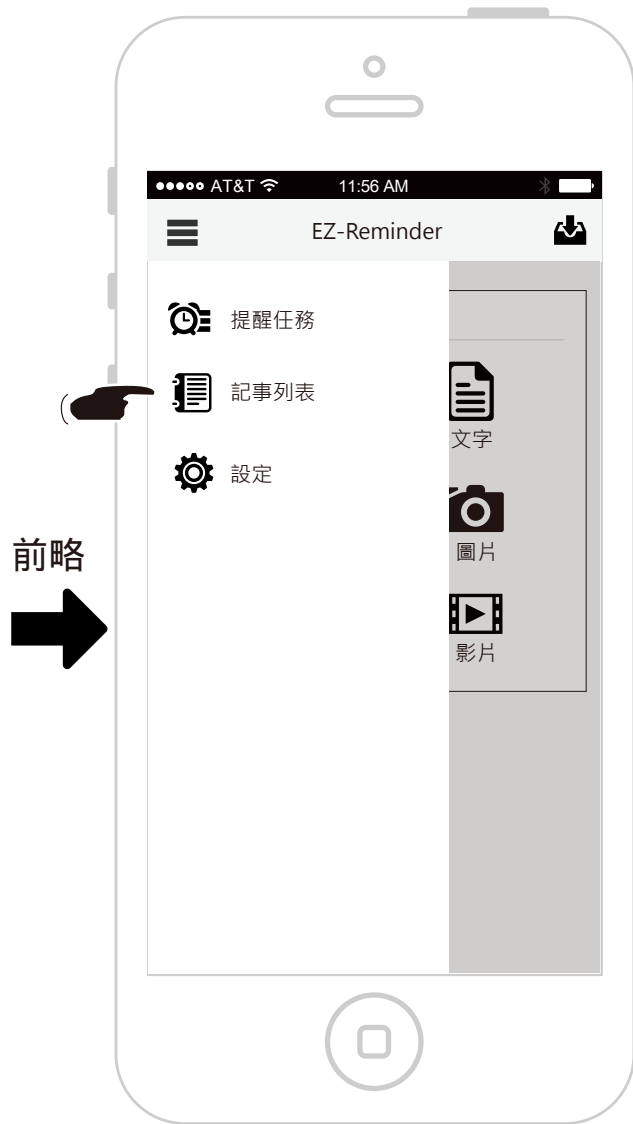 AT&T 11:56 AM
EZ-Reminder
提醒任務
記事列表
文字
設定
前略
圖片
影片